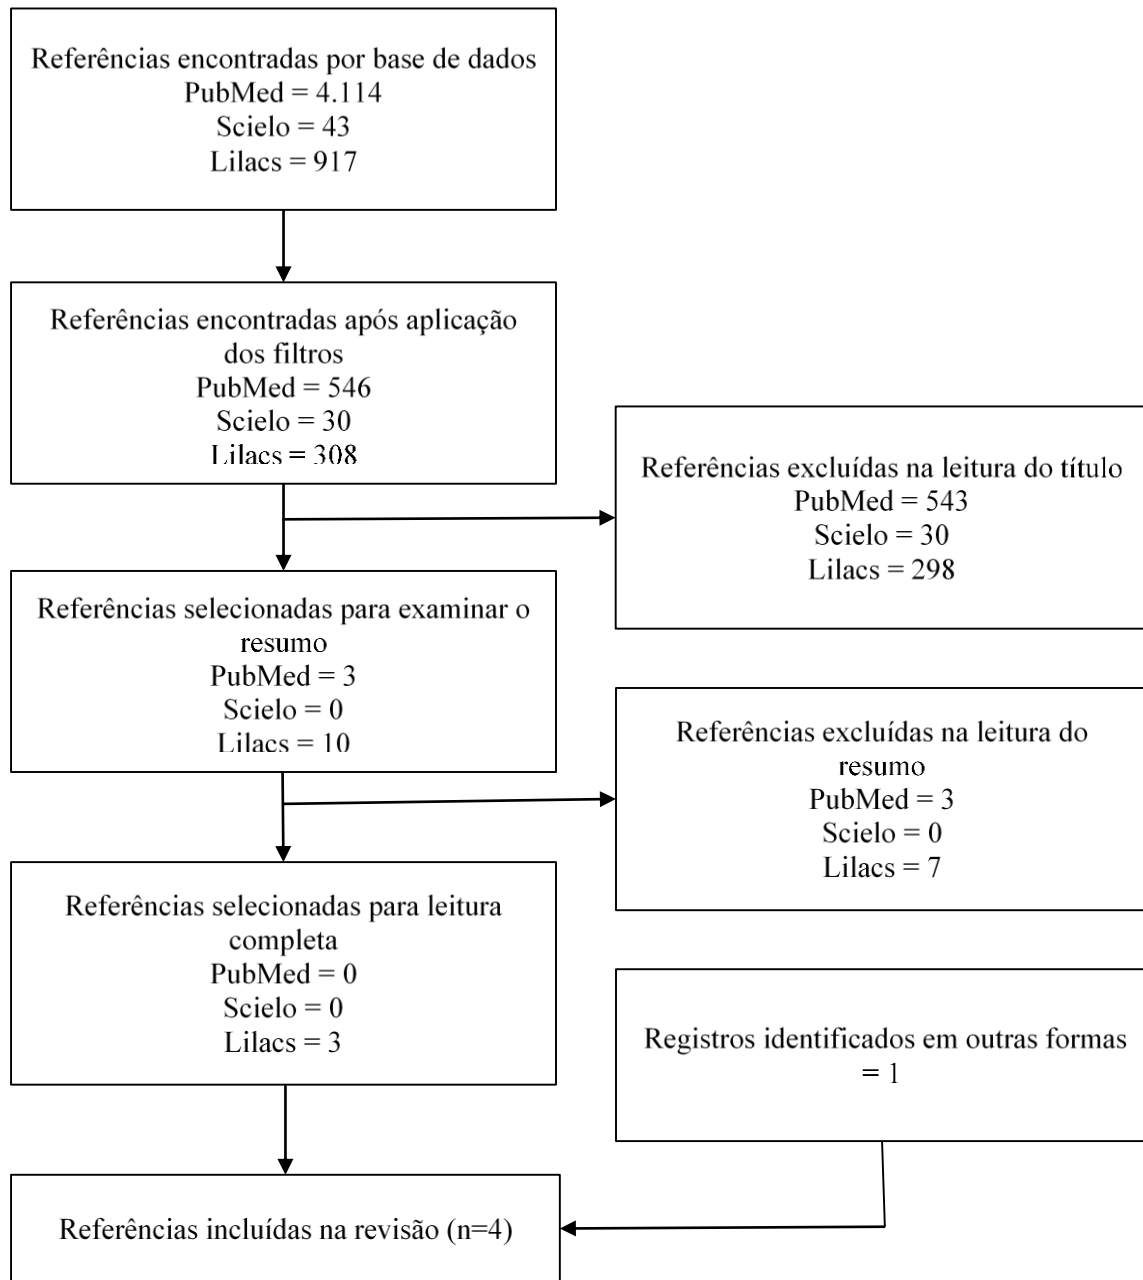 Referências encontradas por base de dados
PubMed = 4.114
Scielo = 43
Lilacs = 917
Referências encontradas após aplicação
dos filtros
PubMed = 546
Scielo = 30
Lilacs = 308
Referências excluídas na leitura do título
PubMed = 543
Scielo = 30
Lilacs = 298
Referências selecionadas para examinar o
resumo
PubMed = 3
Scielo = 0
Lilacs = 10
Referências excluídas na leitura do
resumo
PubMed = 3
Scielo = 0
Lilacs = 7
Referências selecionadas para leitura
completa
PubMed = 0
Scielo = 0
Lilacs = 3
Registros identificados em outras formas
= 1
Referências incluídas na revisão (n=4)